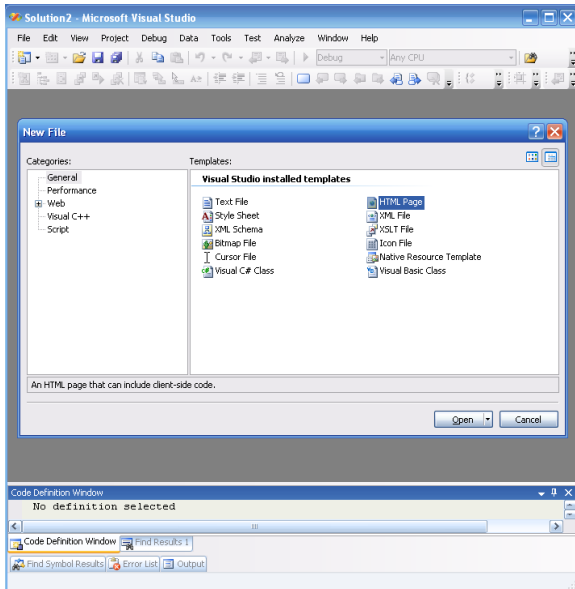 Solution2 - Microsoft Visual Studio
File Edit View Project Debug Data Tools Test Analyze Window Help
Debug Any CPU
New File
Categories: Templates:
General Visual Studio installed templates
Performance
Web Text File HTML Page
Visual C++ Style Sheet XML File
Script XML Schema XSLT File
Bitmap File Icon File
Cursor File Native Resource Template
Visual C# Class Visual Basic Class
An HTML page that can include client-side code.
Open Cancel
Code Definition Window
No definition selected
Code Definition Window Find Results 1
Find Symbol Results Error List Output